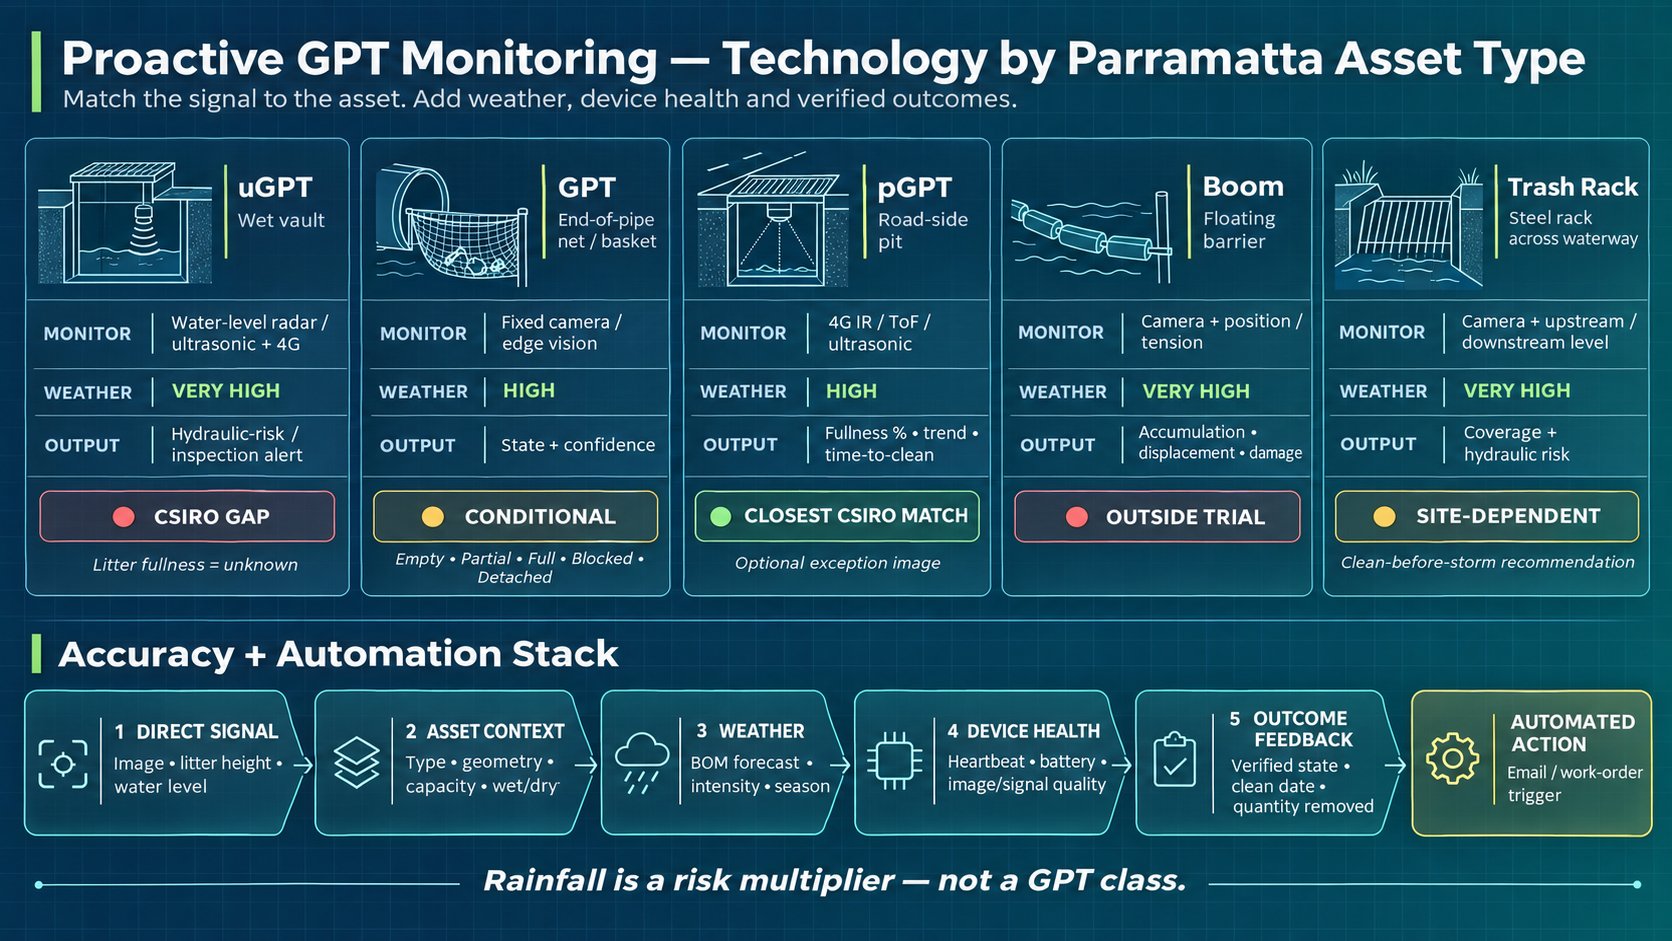 Proactive GPT Monitoring — Technology by Parramatta Asset Type
Match the signal to the asset. Add weather, device health and verified outcomes.
uGPT
Wet vault
MONITOR
Water-level radar /
ultrasonic + 4G
WEATHER
VERY HIGH
OUTPUT
Hydraulic-risk /
inspection alert
CSIRO GAP
Litter fullness = unknown
GPT
End-of-pipe
net / basket
MONITOR
Fixed camera /
edge vision
WEATHER
HIGH
OUTPUT
State + confidence
CONDITIONAL
Empty • Partial • Full • Blocked •
Detached
pGPT
Road-side
pit
MONITOR
4G IR / ToF /
ultrasonic
WEATHER
HIGH
OUTPUT
Fullness % • trend •
time-to-clean
CLOSEST CSIRO MATCH
Optional exception image
Boom
Floating
barrier
MONITOR
Camera + position /
tension
WEATHER
VERY HIGH
OUTPUT
Accumulation •
displacement • damage
OUTSIDE TRIAL
Trash Rack
Steel rack
across waterway
MONITOR
Camera + upstream /
downstream level
WEATHER
VERY HIGH
OUTPUT
Coverage +
hydraulic risk
SITE-DEPENDENT
Clean-before-storm recommendation
Accuracy + Automation Stack
1 DIRECT SIGNAL
Image • litter height •
water level
2 ASSET CONTEXT
Type • geometry •
capacity • wet/dry
3 WEATHER
BOM forecast •
intensity • season
4 DEVICE HEALTH
Heartbeat • battery •
image/signal quality
5 OUTCOME
FEEDBACK
Verified state •
clean date •
quantity removed
AUTOMATED
ACTION
Email / work-order
trigger
Rainfall is a risk multiplier — not a GPT class.